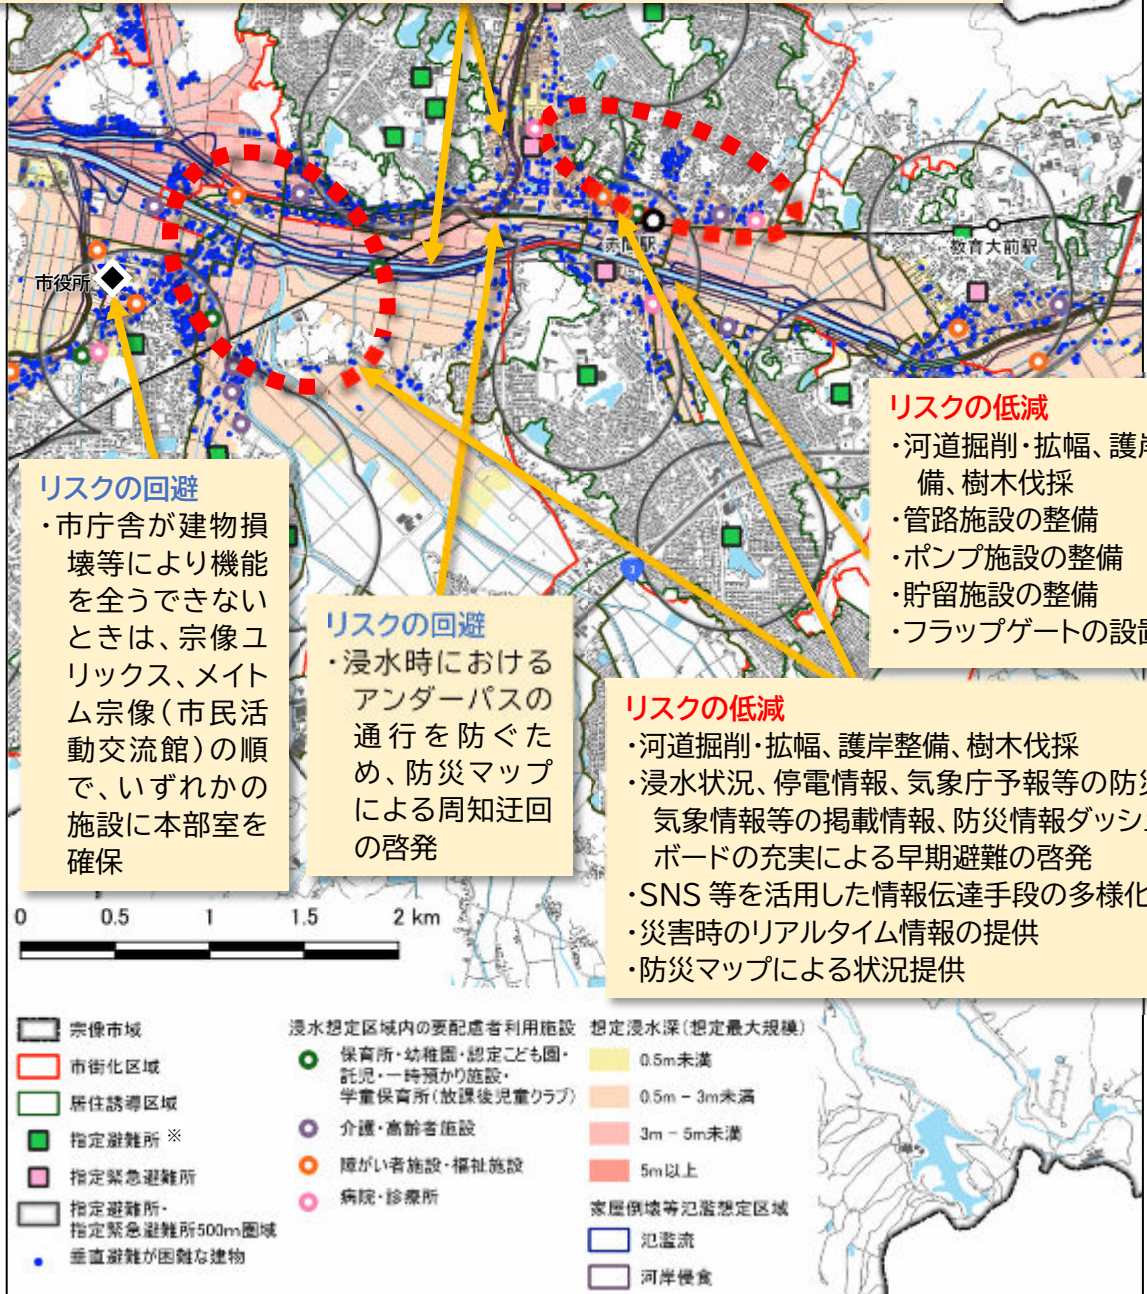 赤間駅
教育大前駅
市役所
リスクの低減
・河道掘削・拡幅、護岸
備、樹木伐採
・管路施設の整備
・ポンプ施設の整備
・貯留施設の整備
・フラップゲートの設置
リスクの回避
・市庁舎が建物損
壊等により機能
を全うできない
ときは、宗像ユ
リックス、メイト
ム宗像(市民活
動交流館)の順
で、いずれかの
施設に本部室を
確保
リスクの回避
・浸水時における
アンダーパスの
通行を防ぐた
め、防災マップ
による周知迂回
の啓発
3
リスクの低減
・河道掘削・拡幅、護岸整備、樹木伐採
・浸水状況、停電情報、気象庁予報等の防災
気象情報等の掲載情報、防災情報ダッシュ
ボードの充実による早期避難の啓発
・SNS 等を活用した情報伝達手段の多様化
・災害時のリアルタイム情報の提供
・防災マップによる状況提供
0 0.5 1 1.5 2 km
宗像市域
市街化区域
居住誘導区域
指定避難所 ※
指定緊急避難所
指定避難所・
指定緊急避難所500m圏域
垂直避難が困難な建物
浸水想定区域内の要配慮者利用施設
保育所・幼稚園・認定こども園・
託児・一時預かり施設・
学童保育所(放課後児童クラブ)
介護・高齢者施設
障がい者施設・福祉施設
病院・診療所
想定浸水深(想定最大規模)
0.5m未満
0.5m – 3m未満
3m – 5m未満
5m以上
家屋倒壊等氾濫想定区域
氾濫流
河岸侵食